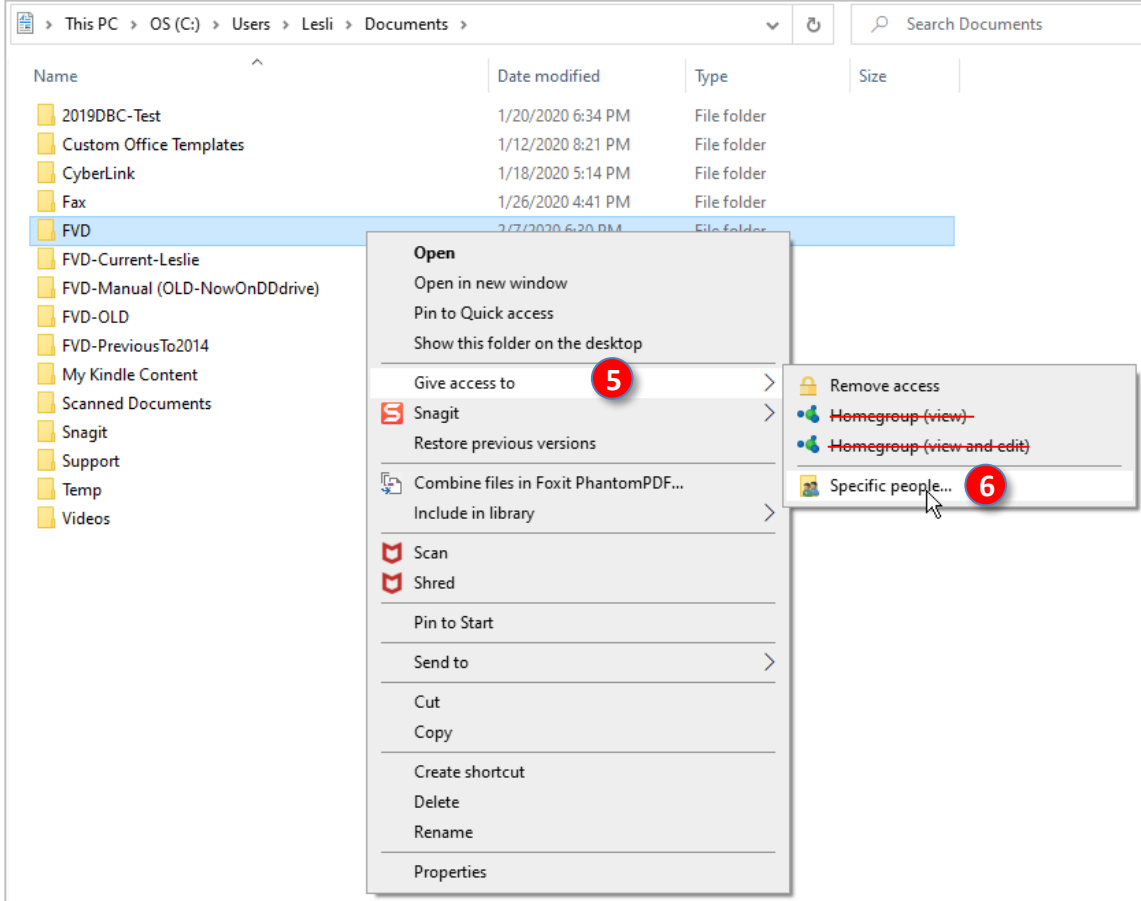 This PC > OS (C:) > Users > Lesli > Documents >
Search Documents
Name Date modified Type Size
2019DBC-Test 1/20/2020 6:34 PM File folder
Custom Office Templates 1/12/2020 8:21 PM File folder
CyberLink 1/18/2020 5:14 PM File folder
Fax 1/26/2020 4:41 PM File folder
FVD 2/7/2020 6:30 PM File folder
FVD-Current-Leslie
FVD-Manual (OLD-NowOnDDdrive)
FVD-OLD
FVD-PreviousTo2014
My Kindle Content
Scanned Documents
Snagit
Support
Temp
Videos
Open
Open in new window
Pin to Quick access
Show this folder on the desktop
Give access to 5
Snagit
Restore previous versions
Combine files in Foxit PhantomPDF...
Include in library
Scan
Shred
Pin to Start
Send to
Cut
Copy
Create shortcut
Delete
Rename
Properties
Remove access
Homegroup (view)
Homegroup (view and edit)
Specific people... 6